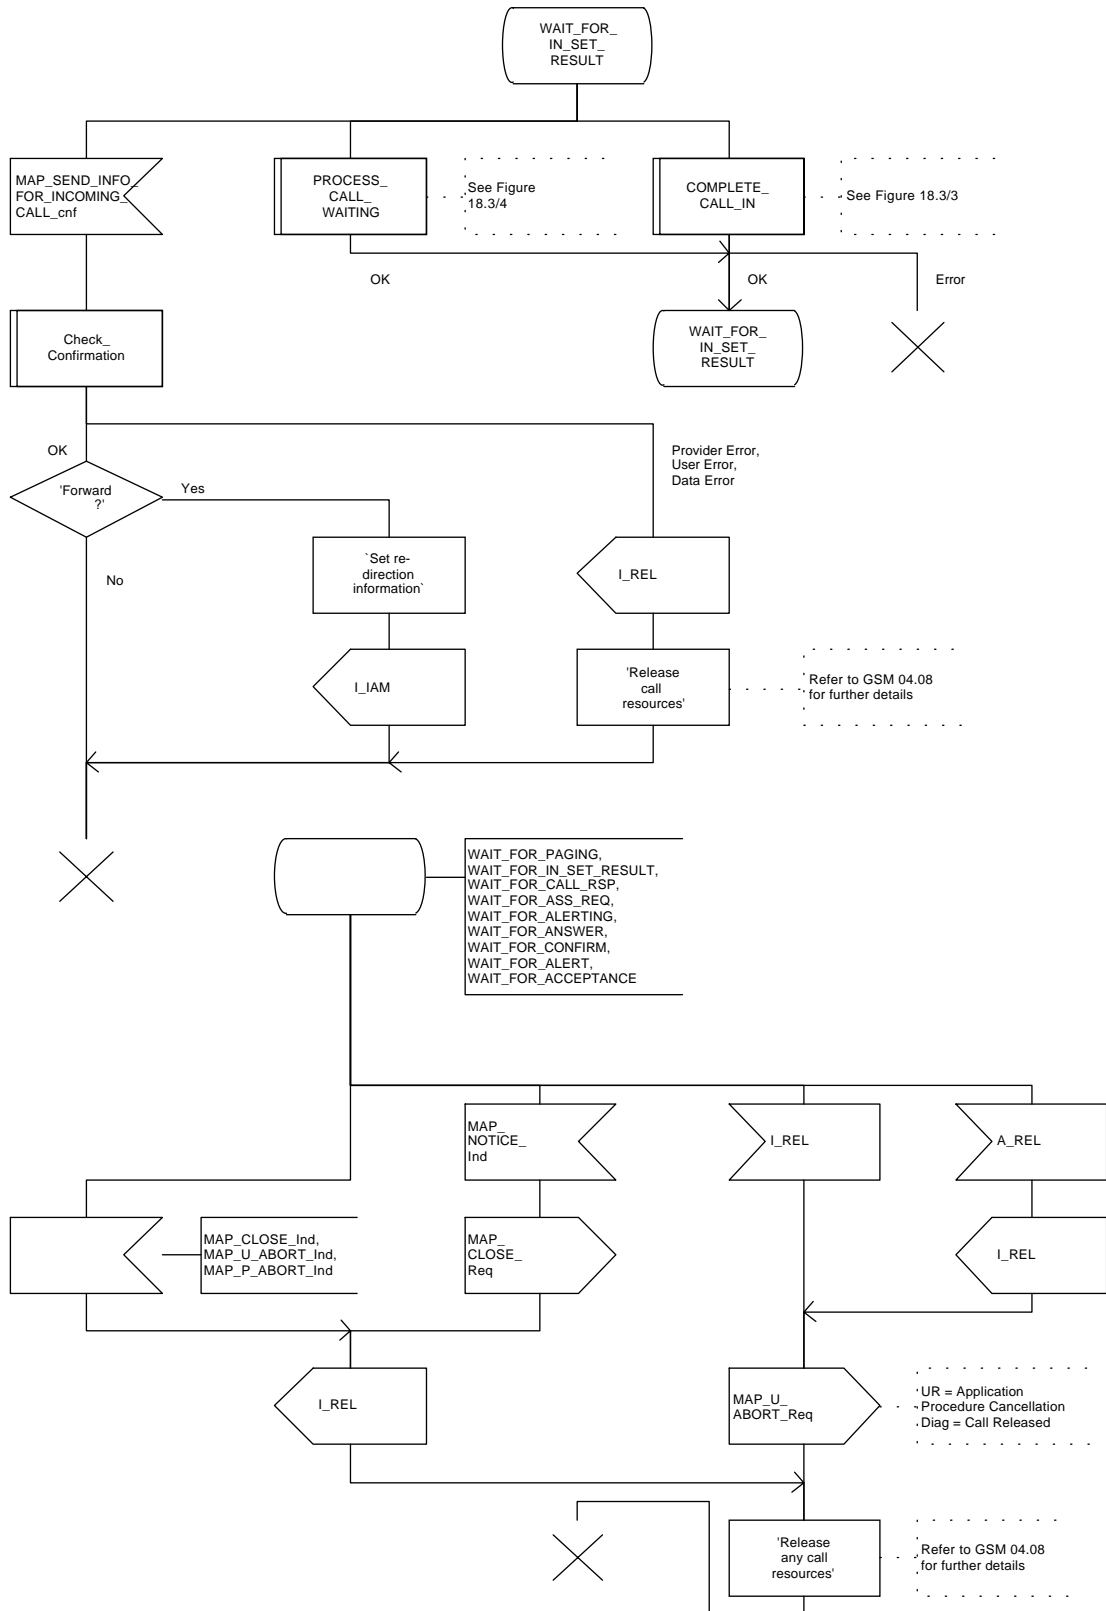 WAIT_FOR_
IN_SET_
RESULT
MAP_SEND_INFO_
FOR_INCOMING_
CALL_cnf
PROCESS_
CALL_
WAITING
See Figure
18.3/4
COMPLETE_
CALL_IN
See Figure 18.3/3
OK
OK
Error
Check_
Confirmation
WAIT_FOR_
IN_SET_
RESULT
OK
Provider Error,
User Error,
Data Error
'Forward
?'
Yes
No
`Set re-
direction
information`
I_REL
I_IAM
'Release
call
resources'
Refer to GSM 04.08
for further details
WAIT_FOR_PAGING,
WAIT_FOR_IN_SET_RESULT,
WAIT_FOR_CALL_RSP,
WAIT_FOR_ASS_REQ,
WAIT_FOR_ALERTING,
WAIT_FOR_ANSWER,
WAIT_FOR_CONFIRM,
WAIT_FOR_ALERT,
WAIT_FOR_ACCEPTANCE
MAP_
NOTICE_
Ind
I_REL
A_REL
MAP_CLOSE_Ind,
MAP_U_ABORT_Ind,
MAP_P_ABORT_Ind
MAP_
CLOSE_
Req
I_REL
I_REL
MAP_U_
ABORT_Req
UR = Application
Procedure Cancellation
Diag = Call Released
'Release
any call
resources'
Refer to GSM 04.08
for further details